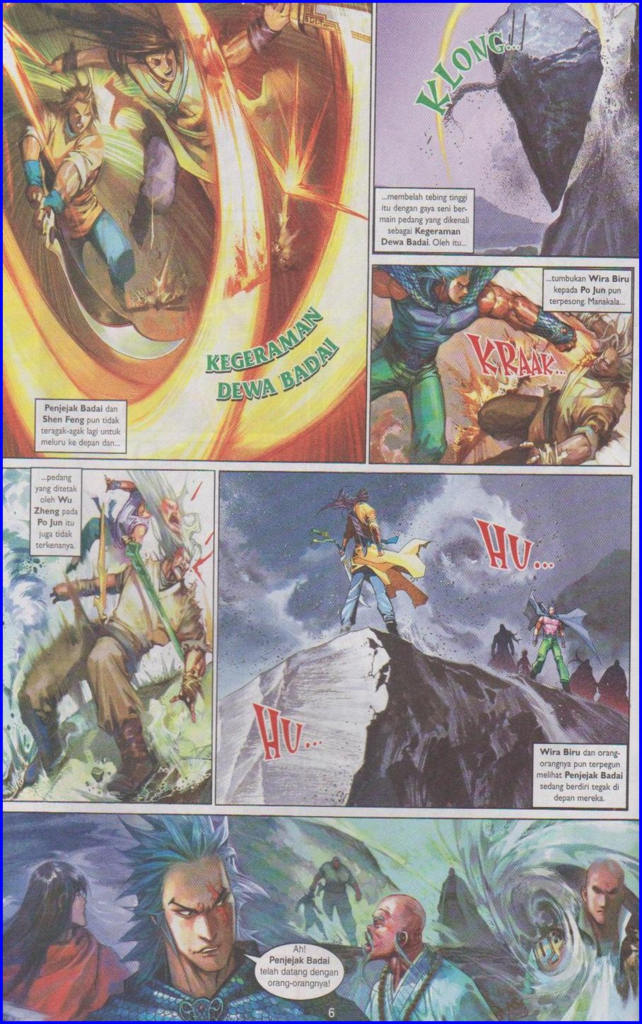 KEGERAMAN
DEWA BADAI
Penjejak Badai dan
Shen Feng pun tidak
teragak-agak lagi untuk
meluru ke depan dan...
KLONG...
...membelah tebing tinggi
itu dengan gaya seni ber-
main pedang yang dikenali
sebagai Kegeraman
Dewa Badai. Oleh itu...
...tumbukan Wira Biru
kepada Po Jun pun
terpesong. Manakala...
KRAAK...
...pedang
yang ditetak
oleh Wu
Zheng pada
Po Jun itu
juga tidak
terkenanya.
HU...
HU...
Wira Biru dan orang-
orangnya pun terpegun
melihat Penjejak Badai
sedang berdiri tegak di
depan mereka.
Ah!
Penjejak Badai
telah datang dengan
orang-orangnya!
6